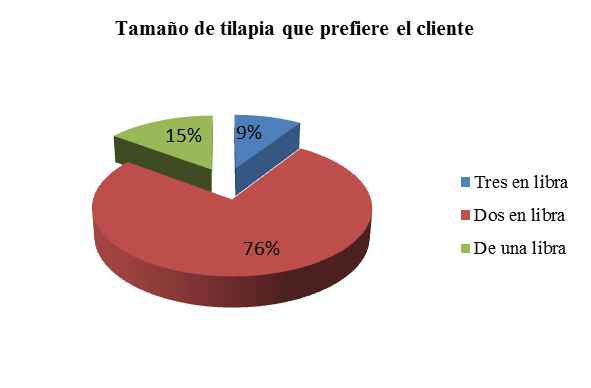 Tamaño de tilapia que prefiere el cliente
15%
9%
76%
Tres en libra
Dos en libra
De una libra